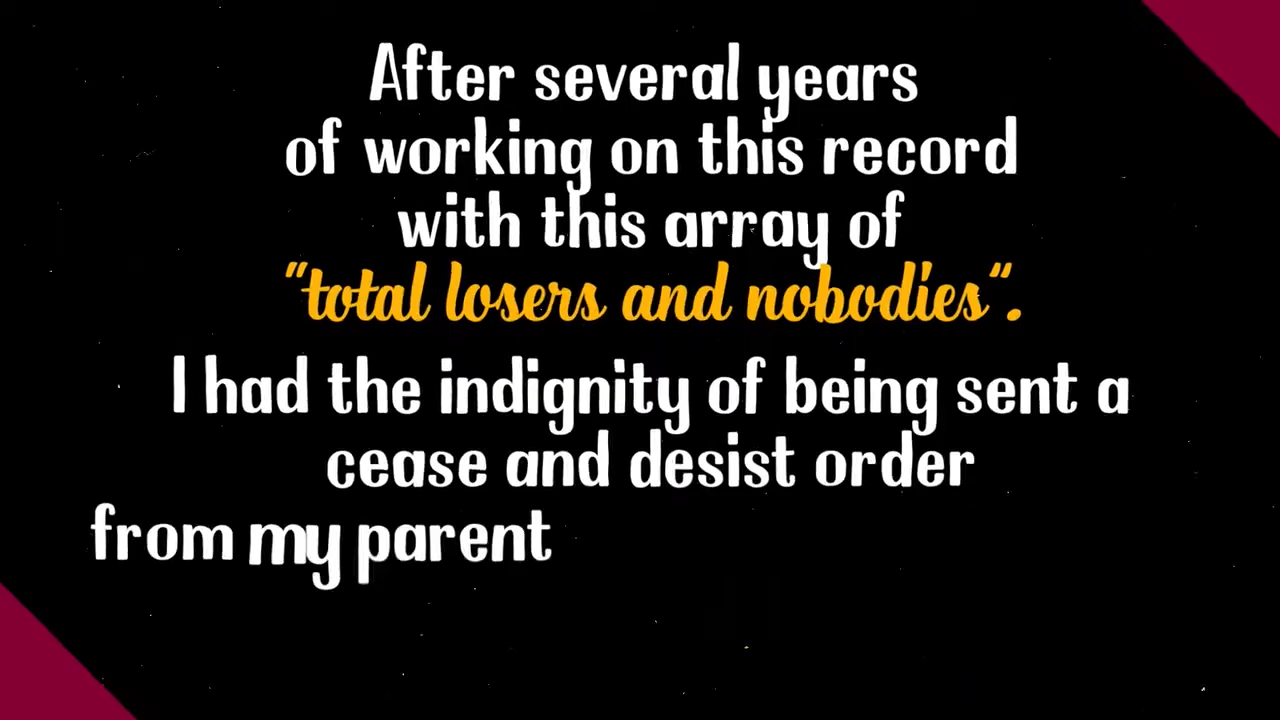 After several years
of working on this record
with this array of
"total losers and nobodies".
I had the indignity of being sent a
cease and desist order
from my parent